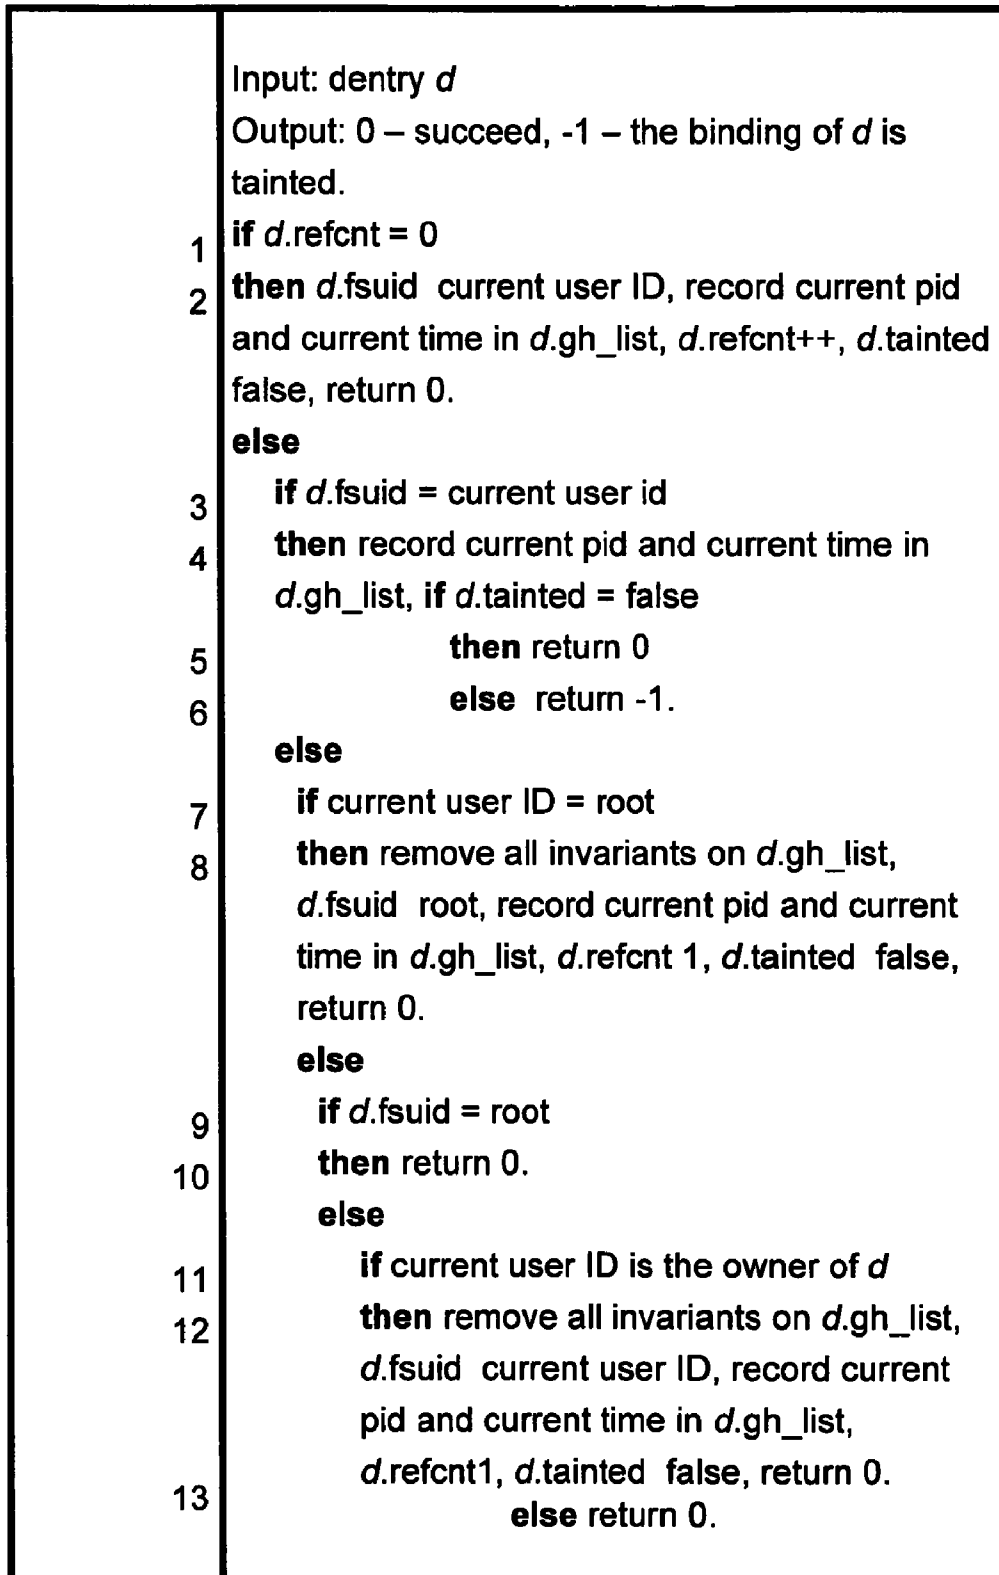 Input: dentry d
Output: 0 – succeed, -1 – the binding of d is
tainted.
1 if d.refcnt = 0
2 then d.fsuid current user ID, record current pid
and current time in d.gh_list, d.refcnt++, d.tainted
false, return 0.
else
3 if d.fsuid = current user id
4 then record current pid and current time in
d.gh_list, if d.tainted = false
5 then return 0
6 else return -1.
else
7 if current user ID = root
8 then remove all invariants on d.gh_list,
d.fsuid root, record current pid and current
time in d.gh_list, d.refcnt 1, d.tainted false,
return 0.
else
9 if d.fsuid = root
10 then return 0.
else
11 if current user ID is the owner of d
12 then remove all invariants on d.gh_list,
d.fsuid current user ID, record current
pid and current time in d.gh_list,
d.refcnt1, d.tainted false, return 0.
13 else return 0.